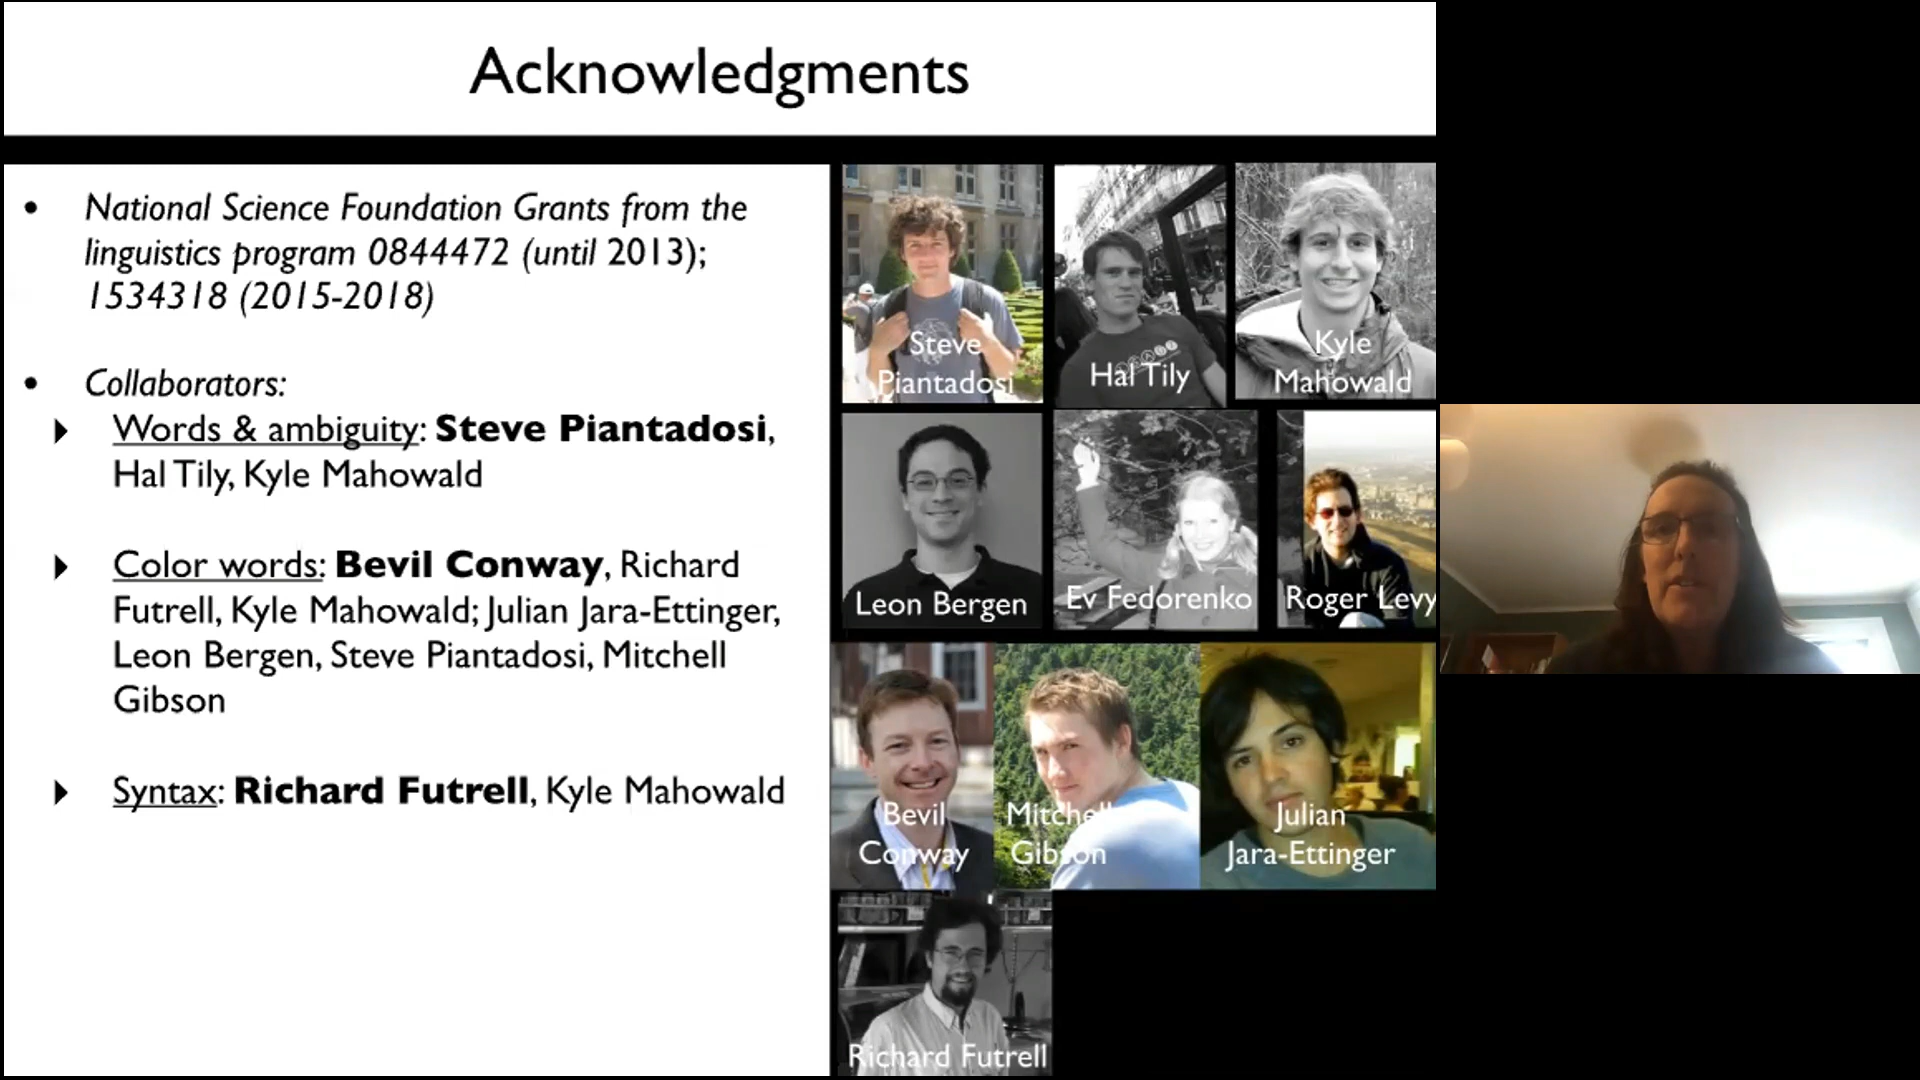 Acknowledgments
• National Science Foundation Grants from the
linguistics program 0844472 (until 2013);
1534318 (2015-2018)
• Collaborators:
Words & ambiguity: Steve Piantadosi,
Hal Tily, Kyle Mahowald
Color words: Bevil Conway, Richard
Futrell, Kyle Mahowald; Julian Jara-Ettinger,
Leon Bergen, Steve Piantadosi, Mitchell
Gibson
Syntax: Richard Futrell, Kyle Mahowald
Steve
Piantadosi
Hal Tily
Kyle
Mahowald
Leon Bergen
Ev Fedorenko
Roger Levy
Bevil
Conway
Mitchell
Gibson
Julian
Jara-Ettinger
Richard Futrell